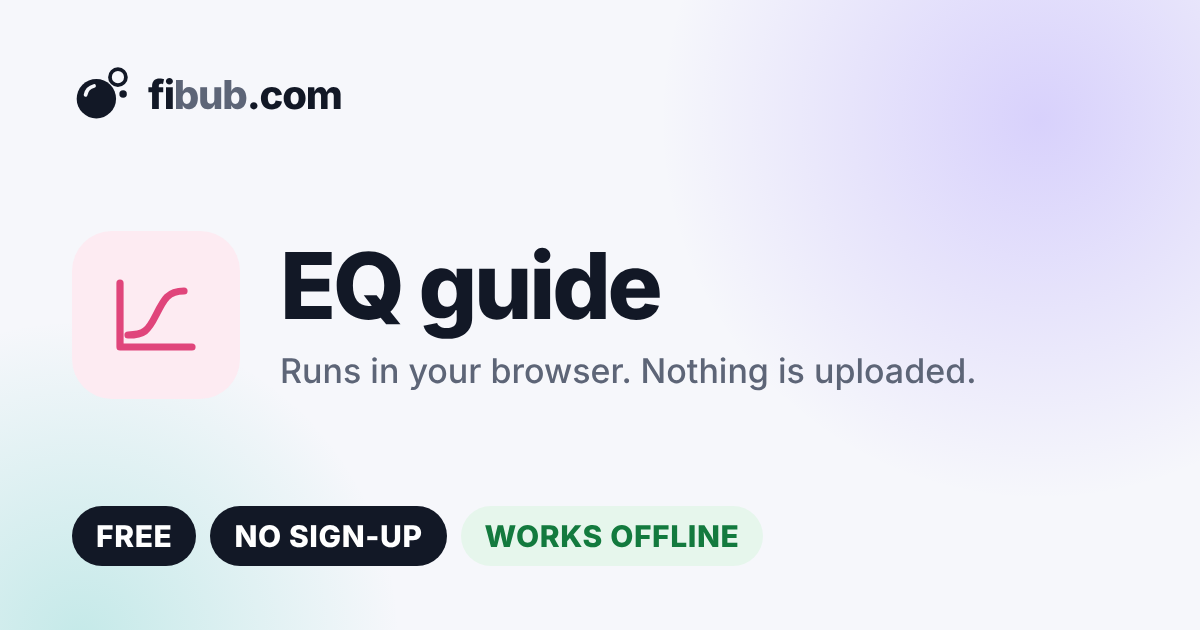 fibub.com
EQ guide
Runs in your browser. Nothing is uploaded.
FREE NO SIGN-UP WORKS OFFLINE